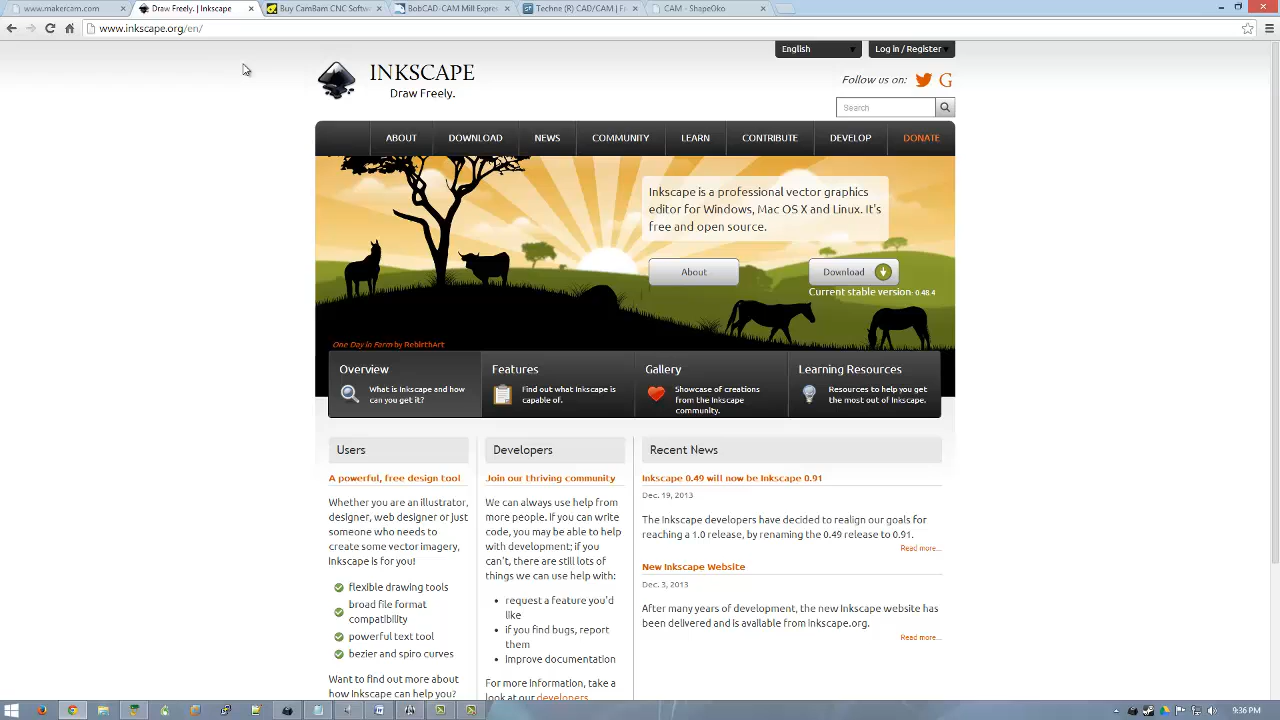 www.makercam.com
Draw Freely. | Inkscape
Buy CamBam CNC Softw
BobCAD-CAM Mill Expre
Techne (R) CAD/CAM | F
CAM - ShapeOko
www.inkscape.org/en/
English
Log in / Register
INKSCAPE
Draw Freely.
Follow us on:
Search
ABOUT
DOWNLOAD
NEWS
COMMUNITY
LEARN
CONTRIBUTE
DEVELOP
DONATE
Inkscape is a professional vector graphics
editor for Windows, Mac OS X and Linux. It's
free and open source.
About
Download
Current stable version: 0.48.4
One Day in Farm by RebirthArt
Overview
What is Inkscape and how
can you get it?
Features
Find out what Inkscape is
capable of.
Gallery
Showcase of creations
from the Inkscape
community.
Learning Resources
Resources to help you get
the most out of Inkscape.
Users
A powerful, free design tool
Whether you are an illustrator,
designer, web designer or just
someone who needs to
create some vector imagery,
Inkscape is for you!
flexible drawing tools
broad file format
compatibility
powerful text tool
bezier and spiro curves
Want to find out more about
how Inkscape can help you?
Developers
Join our thriving community
We can always use help from
more people. If you can write
code, you may be able to help
with development; if you
can't, there are still lots of
things we can use help with:
• request a feature you'd
like
• if you find bugs, report
them
• improve documentation
For more information, take a
look at our developers
Recent News
Inkscape 0.49 will now be Inkscape 0.91
Dec. 19, 2013
The Inkscape developers have decided to realign our goals for
reaching a 1.0 release, by renaming the 0.49 release to 0.91.
Read more...
New Inkscape Website
Dec. 3, 2013
After many years of development, the new Inkscape website has
been delivered and is available from Inkscape.org.
Read more...
9:36 PM